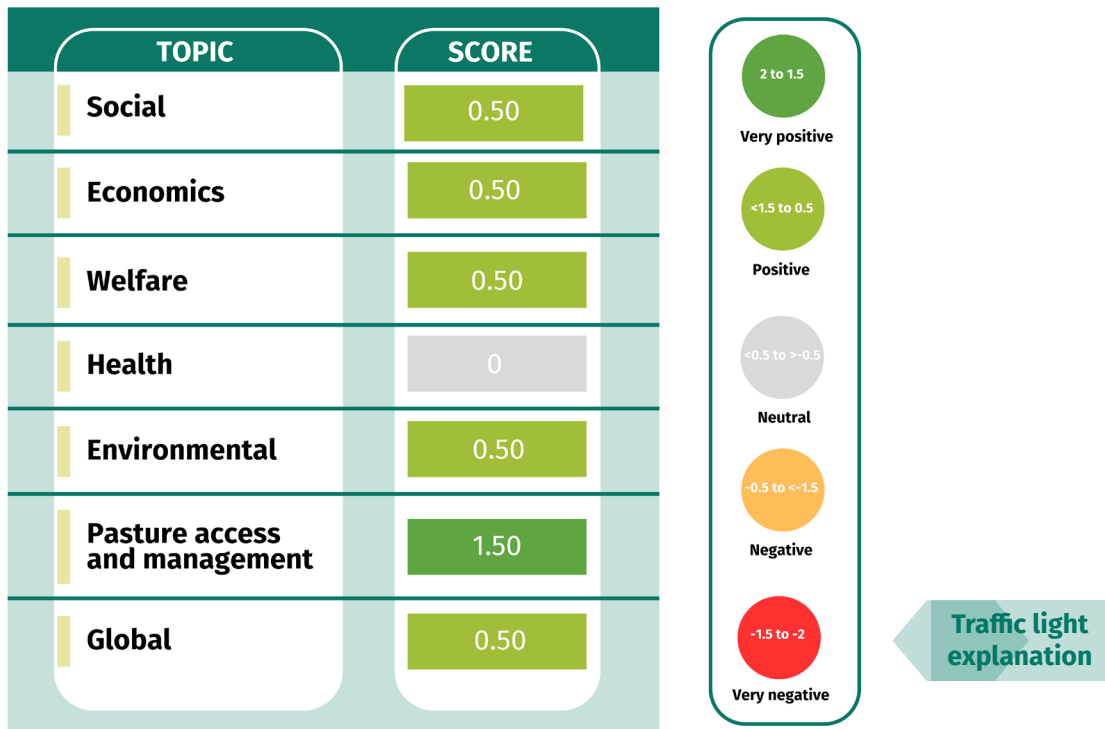 TOPIC SCORE
Social 0.50
Economics 0.50
Welfare 0.50
Health 0
Environmental 0.50
Pasture access
and management 1.50
Global 0.50
2 to 1.5
Very positive
<1.5 to 0.5
Positive
<0.5 to >-0.5
Neutral
-0.5 to <-1.5
Negative
-1.5 to -2
Very negative
Traffic light
explanation